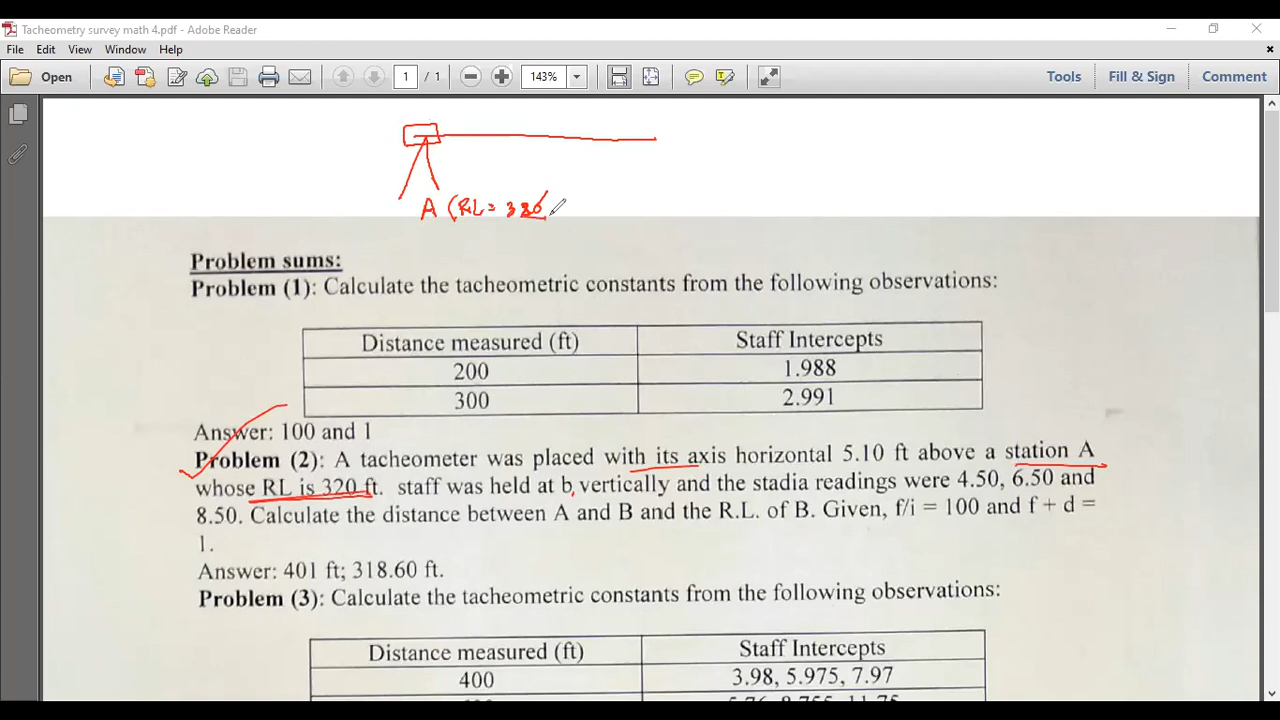 Tacheometry survey math 4.pdf - Adobe Reader
File Edit View Window Help
Open 1 / 1 143% Tools Fill & Sign Comment
A (RL=
Problem sums:
Problem (1): Calculate the tacheometric constants from the following observations:
Distance measured (ft) Staff Intercepts
200 1.988
300 2.991
Answer: 100 and 1
Problem (2): A tacheometer was placed with its axis horizontal 5.10 ft above a station A
whose RL is 320 ft. staff was held at b, vertically and the stadia readings were 4.50, 6.50 and
8.50. Calculate the distance between A and B and the R.L. of B. Given, f/i = 100 and f + d =
1.
Answer: 401 ft; 318.60 ft.
Problem (3): Calculate the tacheometric constants from the following observations:
Distance measured (ft) Staff Intercepts
400 3.98, 5.975, 7.97